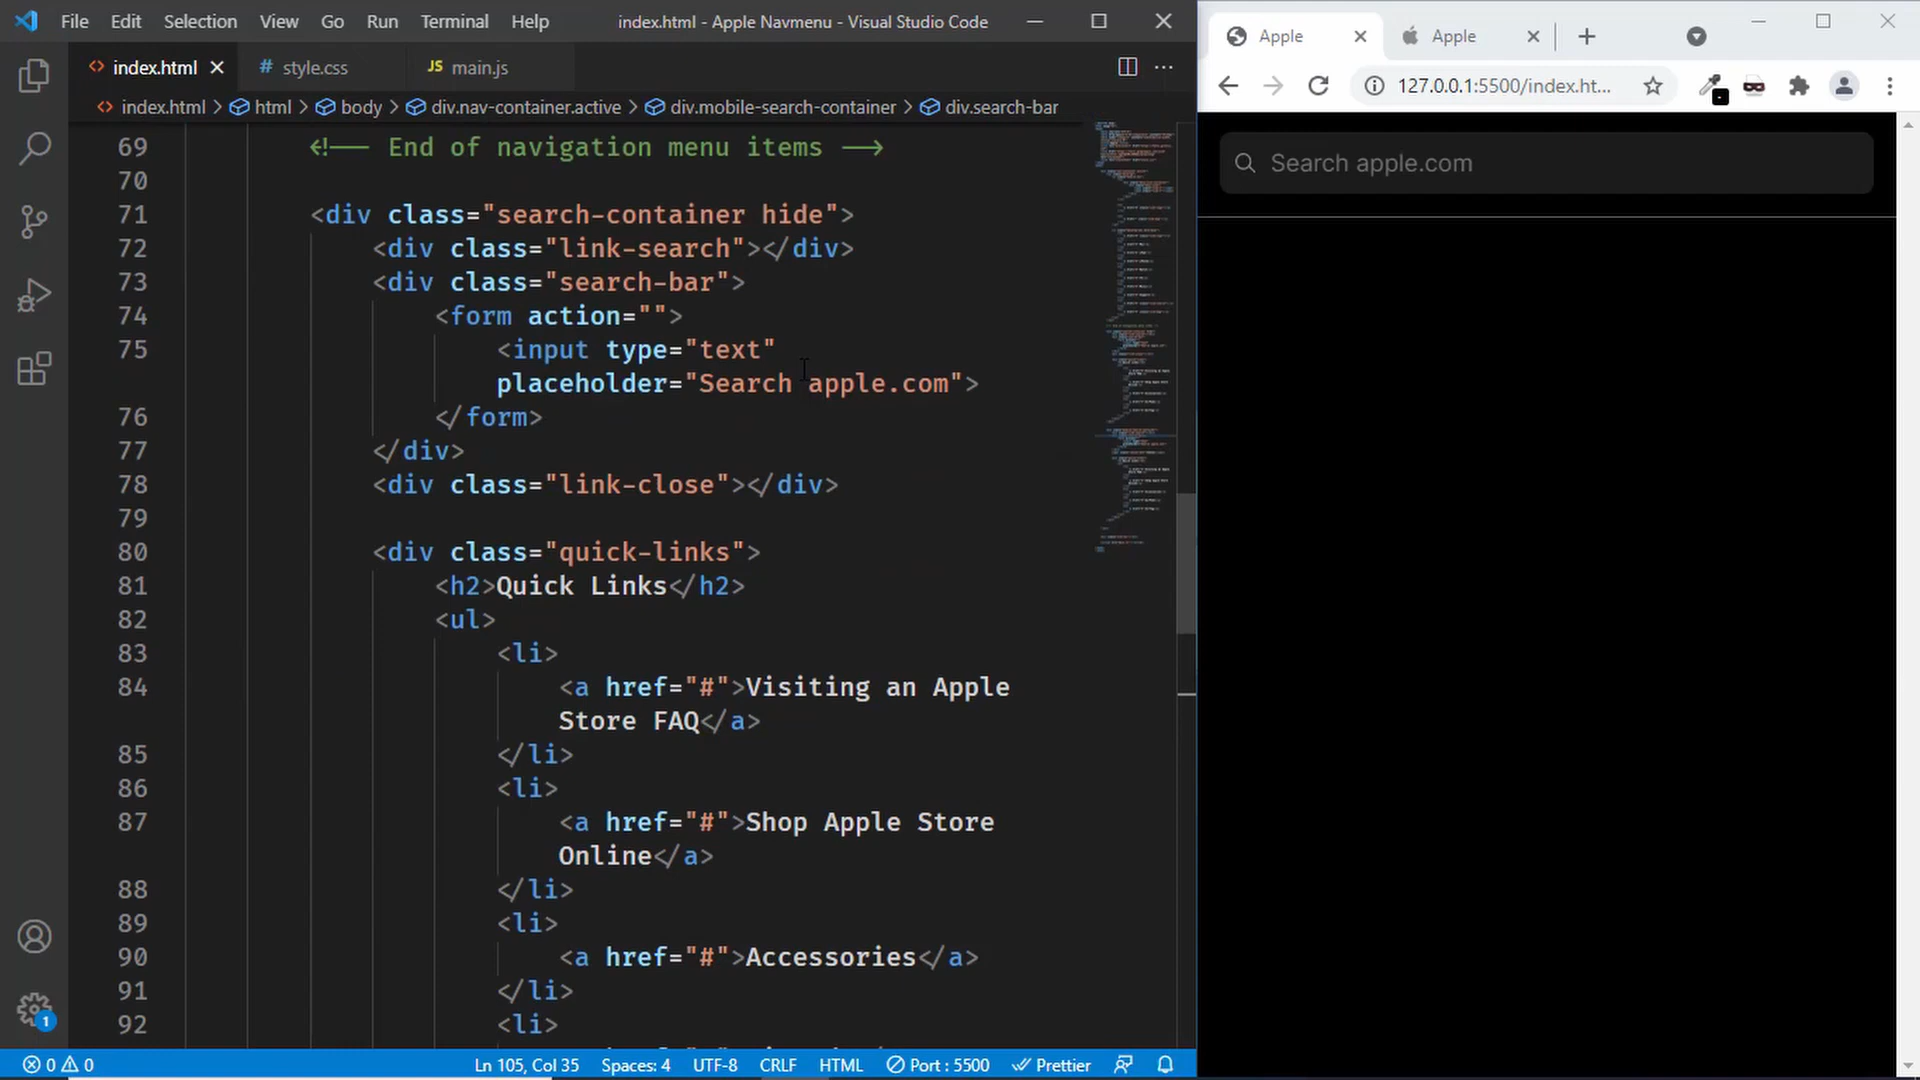 File Edit Selection View Go Run Terminal Help index.html - Apple Navmenu - Visual Studio Code
index.html # style.css JS main.js
<> index.html > html > body > div.nav-container.active > div.mobile-search-container > div.search-bar
69 <!-- End of navigation menu items -->
70
71 <div class="search-container hide">
72 <div class="link-search"></div>
73 <div class="search-bar">
74 <form action="">
75 <input type="text"
placeholder="Search apple.com">
76 </form>
77 </div>
78 <div class="link-close"></div>
79
80 <div class="quick-links">
81 <h2>Quick Links</h2>
82 <ul>
83 <li>
84 <a href="#">Visiting an Apple
Store FAQ</a>
85 </li>
86 <li>
87 <a href="#">Shop Apple Store
Online</a>
88 </li>
89 <li>
90 <a href="#">Accessories</a>
91 </li>
92 <li>
1
0 0 Ln 105, Col 35 Spaces: 4 UTF-8 CRLF HTML Port : 5500 Prettier
Apple Apple
127.0.0.1:5500/index.ht...
Search apple.com